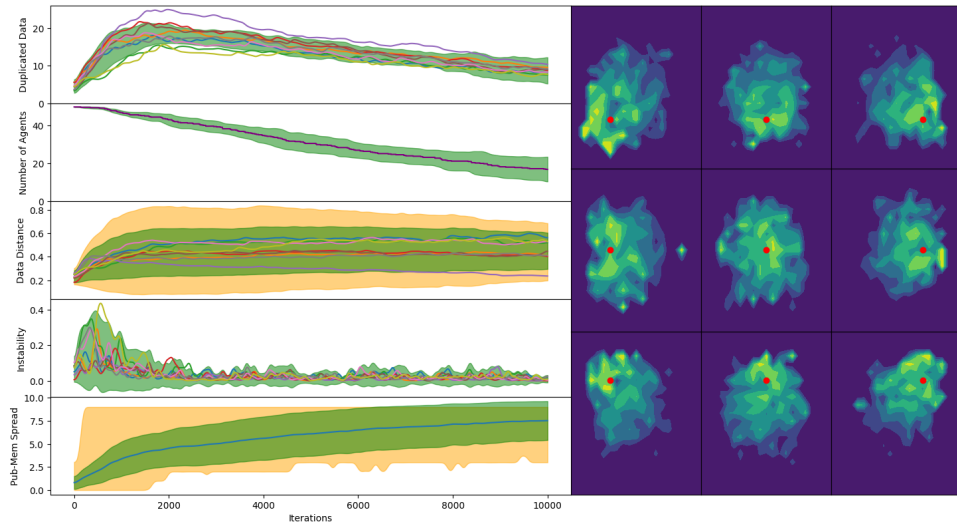 Duplicated Data
20
10
0
Number of Agents
40
20
0
Data Distance
0.8
0.6
0.4
0.2
Instability
0.4
0.2
0.0
Pub-Mem Spread
10.0
7.5
5.0
2.5
0.0
0 2000 4000 6000 8000 10000
Iterations